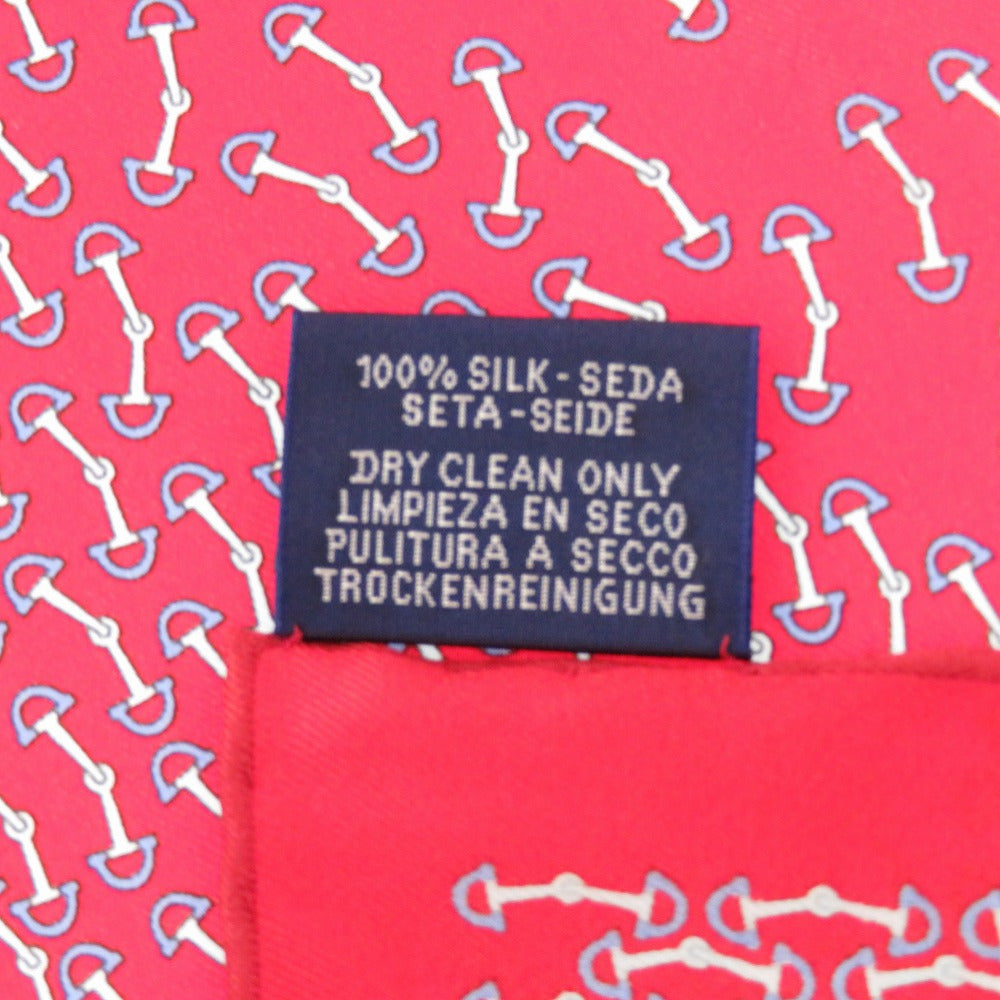 100% SILK - SEDA
SETA - SEIDE
DRY CLEAN ONLY
LIMPIEZA EN SECO
PULITURA A SECCO
TROCKENREINIGUNG